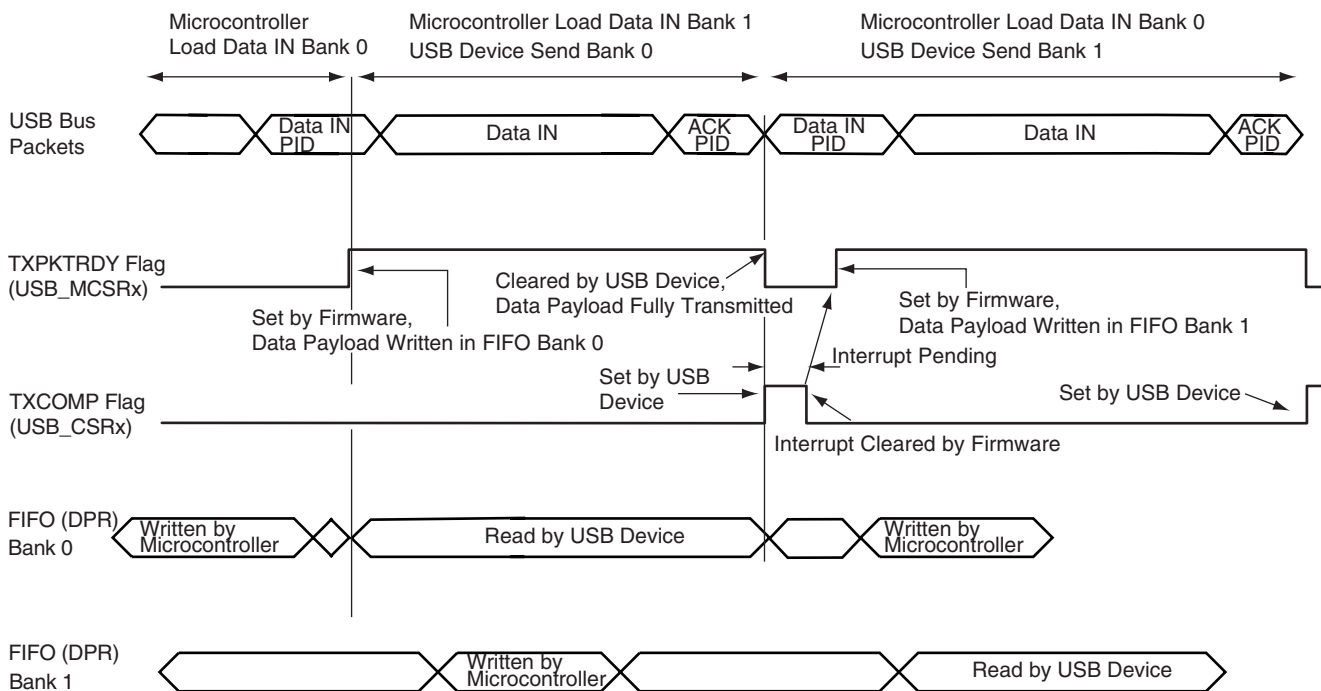 Microcontroller
Load Data IN Bank 0
Microcontroller Load Data IN Bank 1
USB Device Send Bank 0
Microcontroller Load Data IN Bank 0
USB Device Send Bank 1
USB Bus
Packets
Data IN
PID
Data IN
ACK
PID
Data IN
PID
Data IN
ACK
PID
TXPKTRDY Flag
(USB_MCSRx)
Set by Firmware,
Data Payload Written in FIFO Bank 0
Cleared by USB Device,
Data Payload Fully Transmitted
Set by Firmware,
Data Payload Written in FIFO Bank 1
Interrupt Pending
TXCOMP Flag
(USB_CSRx)
Set by USB
Device
Interrupt Cleared by Firmware
Set by USB Device
FIFO (DPR)
Bank 0
Written by
Microcontroller
Read by USB Device
Written by
Microcontroller
FIFO (DPR)
Bank 1
Written by
Microcontroller
Read by USB Device